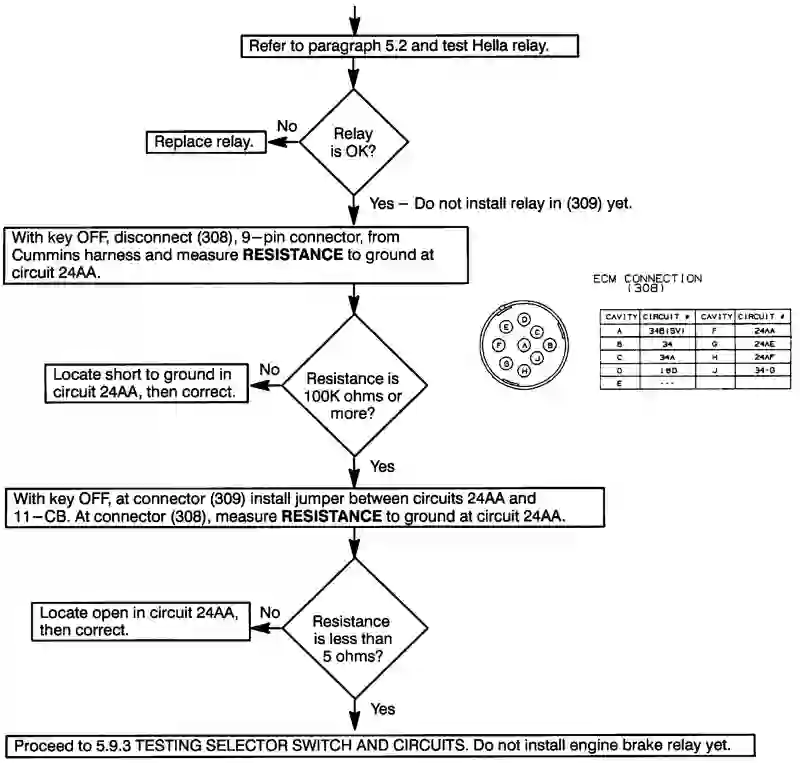 Refer to paragraph 5.2 and test Hella relay.
Relay
is OK?
No
Replace relay.
Yes – Do not install relay in (309) yet.
With key OFF, disconnect (308), 9–pin connector, from
Cummins harness and measure RESISTANCE to ground at
circuit 24AA.
ECM CONNECTION
(308)
CAVITY CIRCUIT # CAVITY CIRCUIT #
A 34B(SV) F 24AA
B 34 G 24AE
C 34A H 24AF
D 18D J 34-G
E ---
D
E C
F A B
G J
H
Resistance is
100K ohms or
more?
No
Locate short to ground in
circuit 24AA, then correct.
Yes
With key OFF, at connector (309) install jumper between circuits 24AA and
11–CB. At connector (308), measure RESISTANCE to ground at circuit 24AA.
Resistance
is less than
5 ohms?
No
Locate open in circuit 24AA,
then correct.
Yes
Proceed to 5.9.3 TESTING SELECTOR SWITCH AND CIRCUITS. Do not install engine brake relay yet.